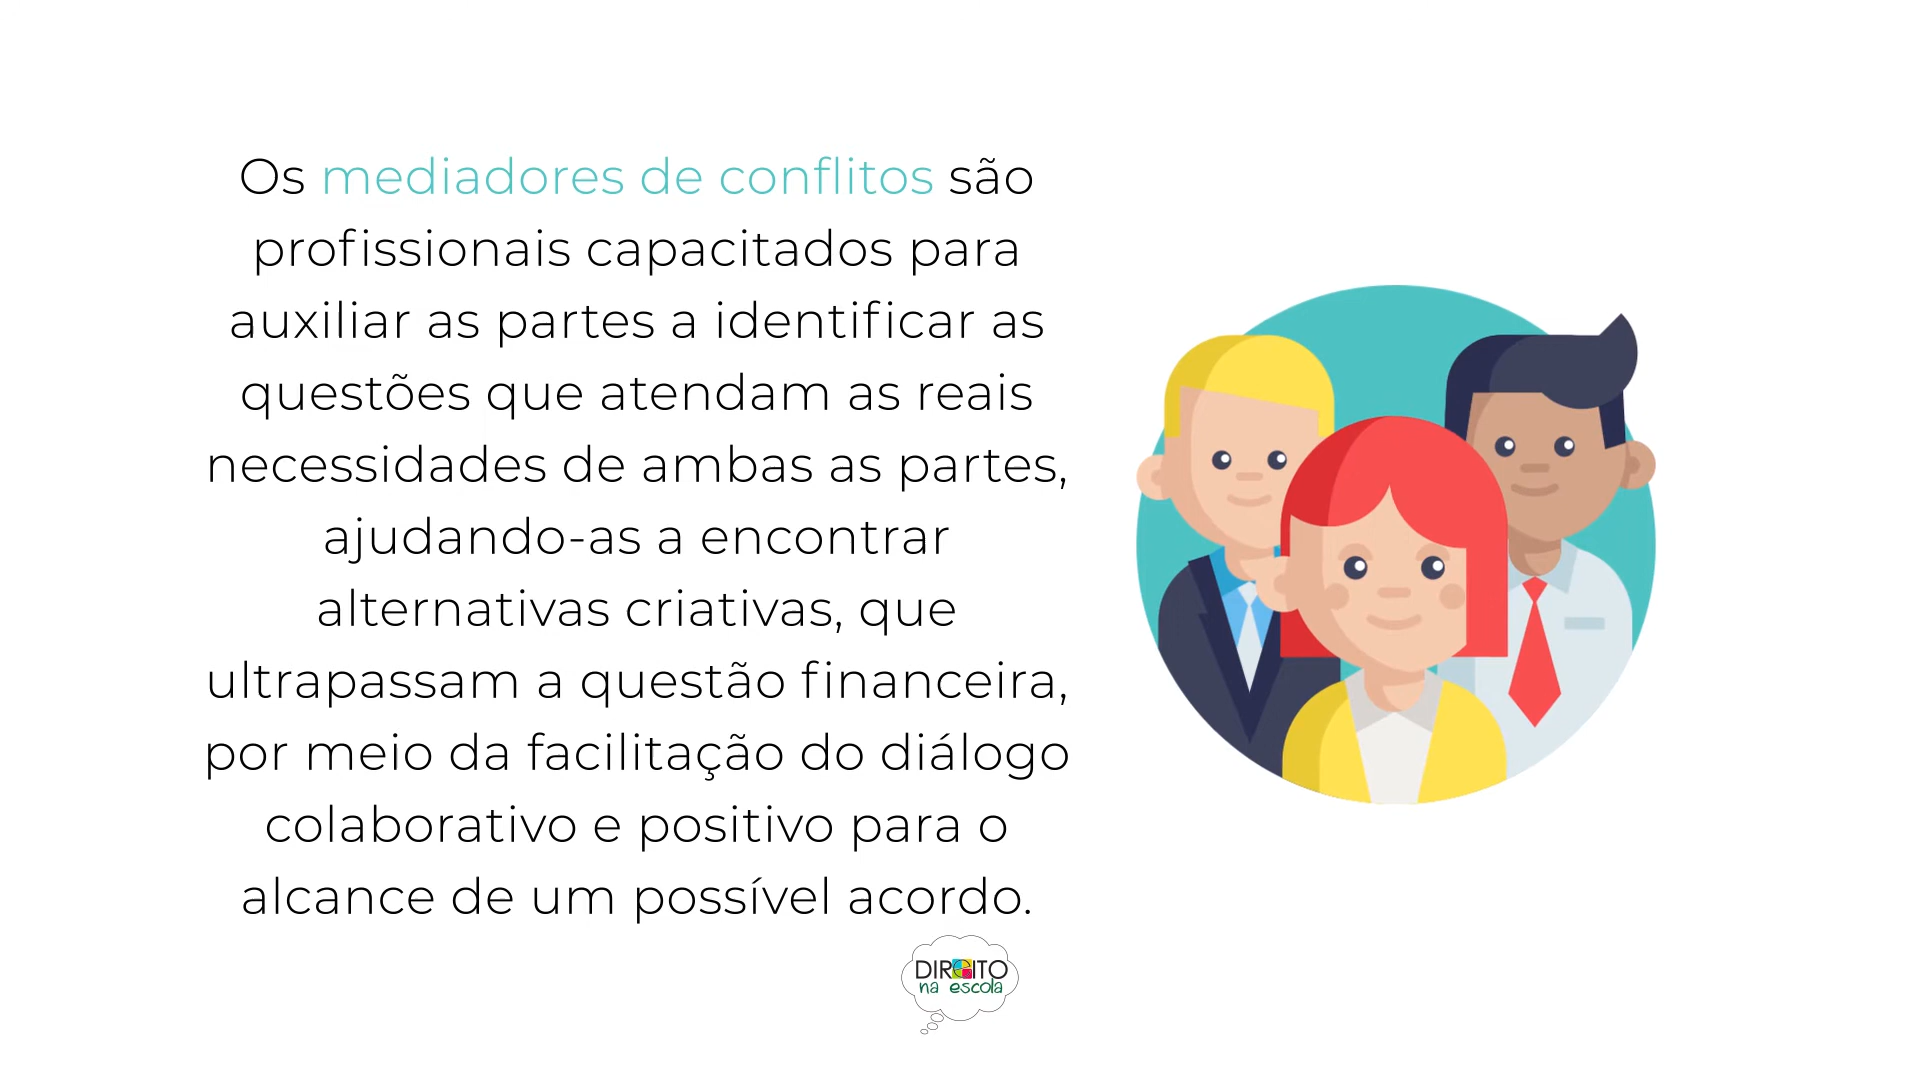 Os mediadores de conflitos são
profissionais capacitados para
auxiliar as partes a identificar as
questões que atendam as reais
necessidades de ambas as partes,
ajudando-as a encontrar
alternativas criativas, que
ultrapassam a questão financeira,
por meio da facilitação do diálogo
colaborativo e positivo para o
alcance de um possível acordo.
DIREITO
na escola